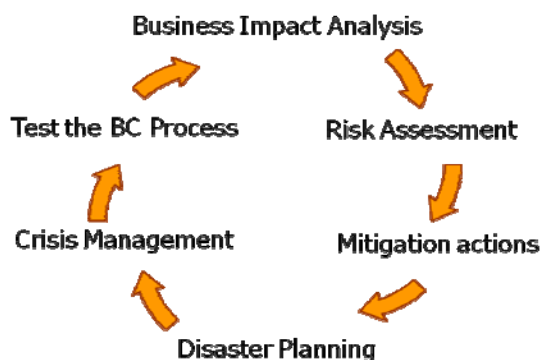 Business Impact Analysis
Test the BC Process
Risk Assessment
Crisis Management
Mitigation actions
Disaster Planning